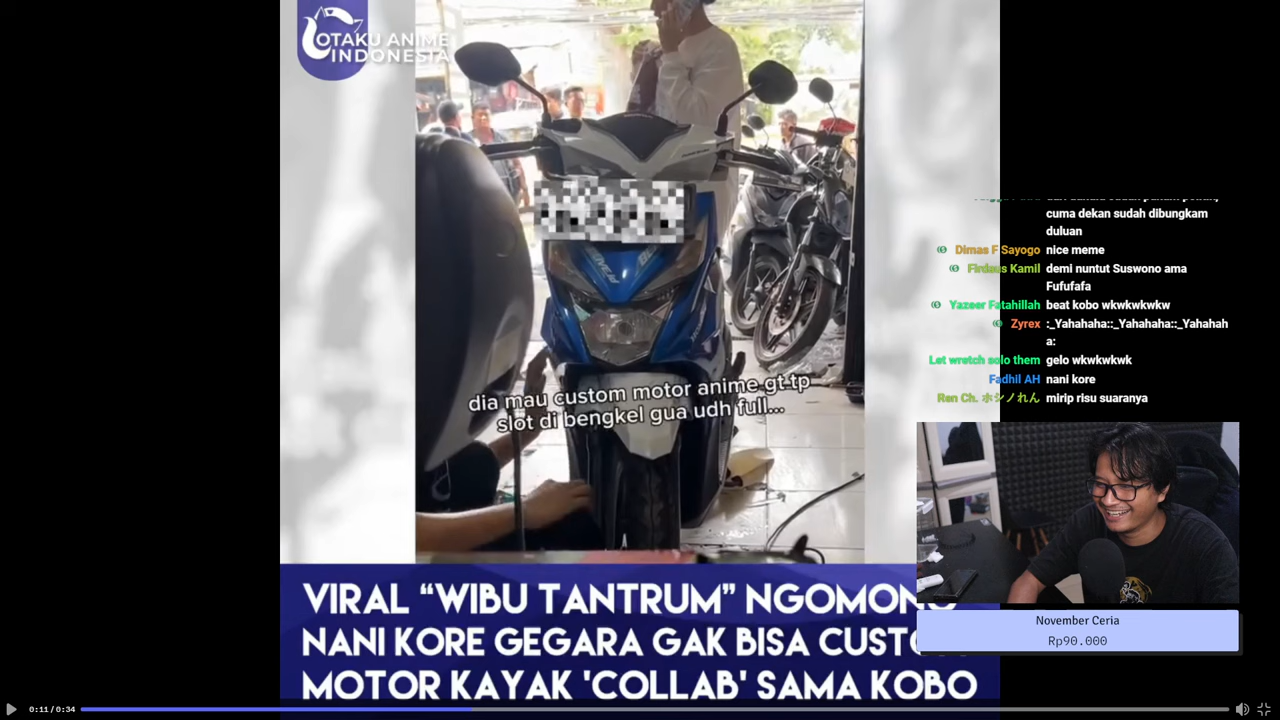 OTAKU ANIME
INDONESIA
dia mau custom motor anime gt tp
slot di bengkel gua udh full...
VIRAL “WIBU TANTRUM” NGOMONG
NANI KORE GEGARA GAK BISA CUSTO
MOTOR KAYAK 'COLLAB' SAMA KOBO
cuma dekan sudah dibungkam
duluan
Dimas F Sayogo nice meme
Firdaus Kamil demi nuntut Suswono ama
Fufufafa
Yazeer Fatahillah beat kobo wkwkwkwkw
Zyrex :_Yahahaha::_Yahahaha::_Yahahah
a:
Let wretch solo them gelo wkwkwkwk
Fadhil AH nani kore
Ren Ch. ホシノれん mirip risu suaranya
November Ceria
Rp90.000
0:11 / 0:34